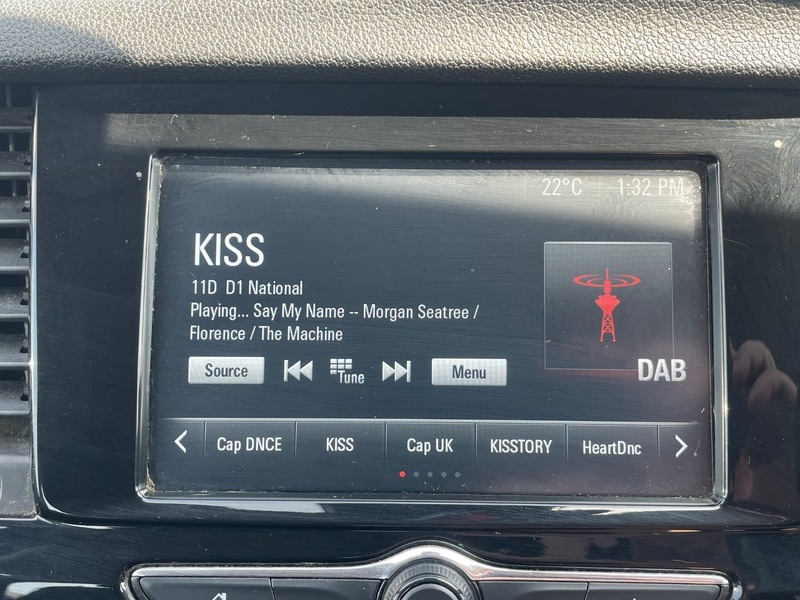 22°C 1:32 PM
KISS
11D D1 National
Playing... Say My Name -- Morgan Seatree /
Florence / The Machine
Source Tune Menu
DAB
Cap DNCE KISS Cap UK KISSTORY HeartDnc